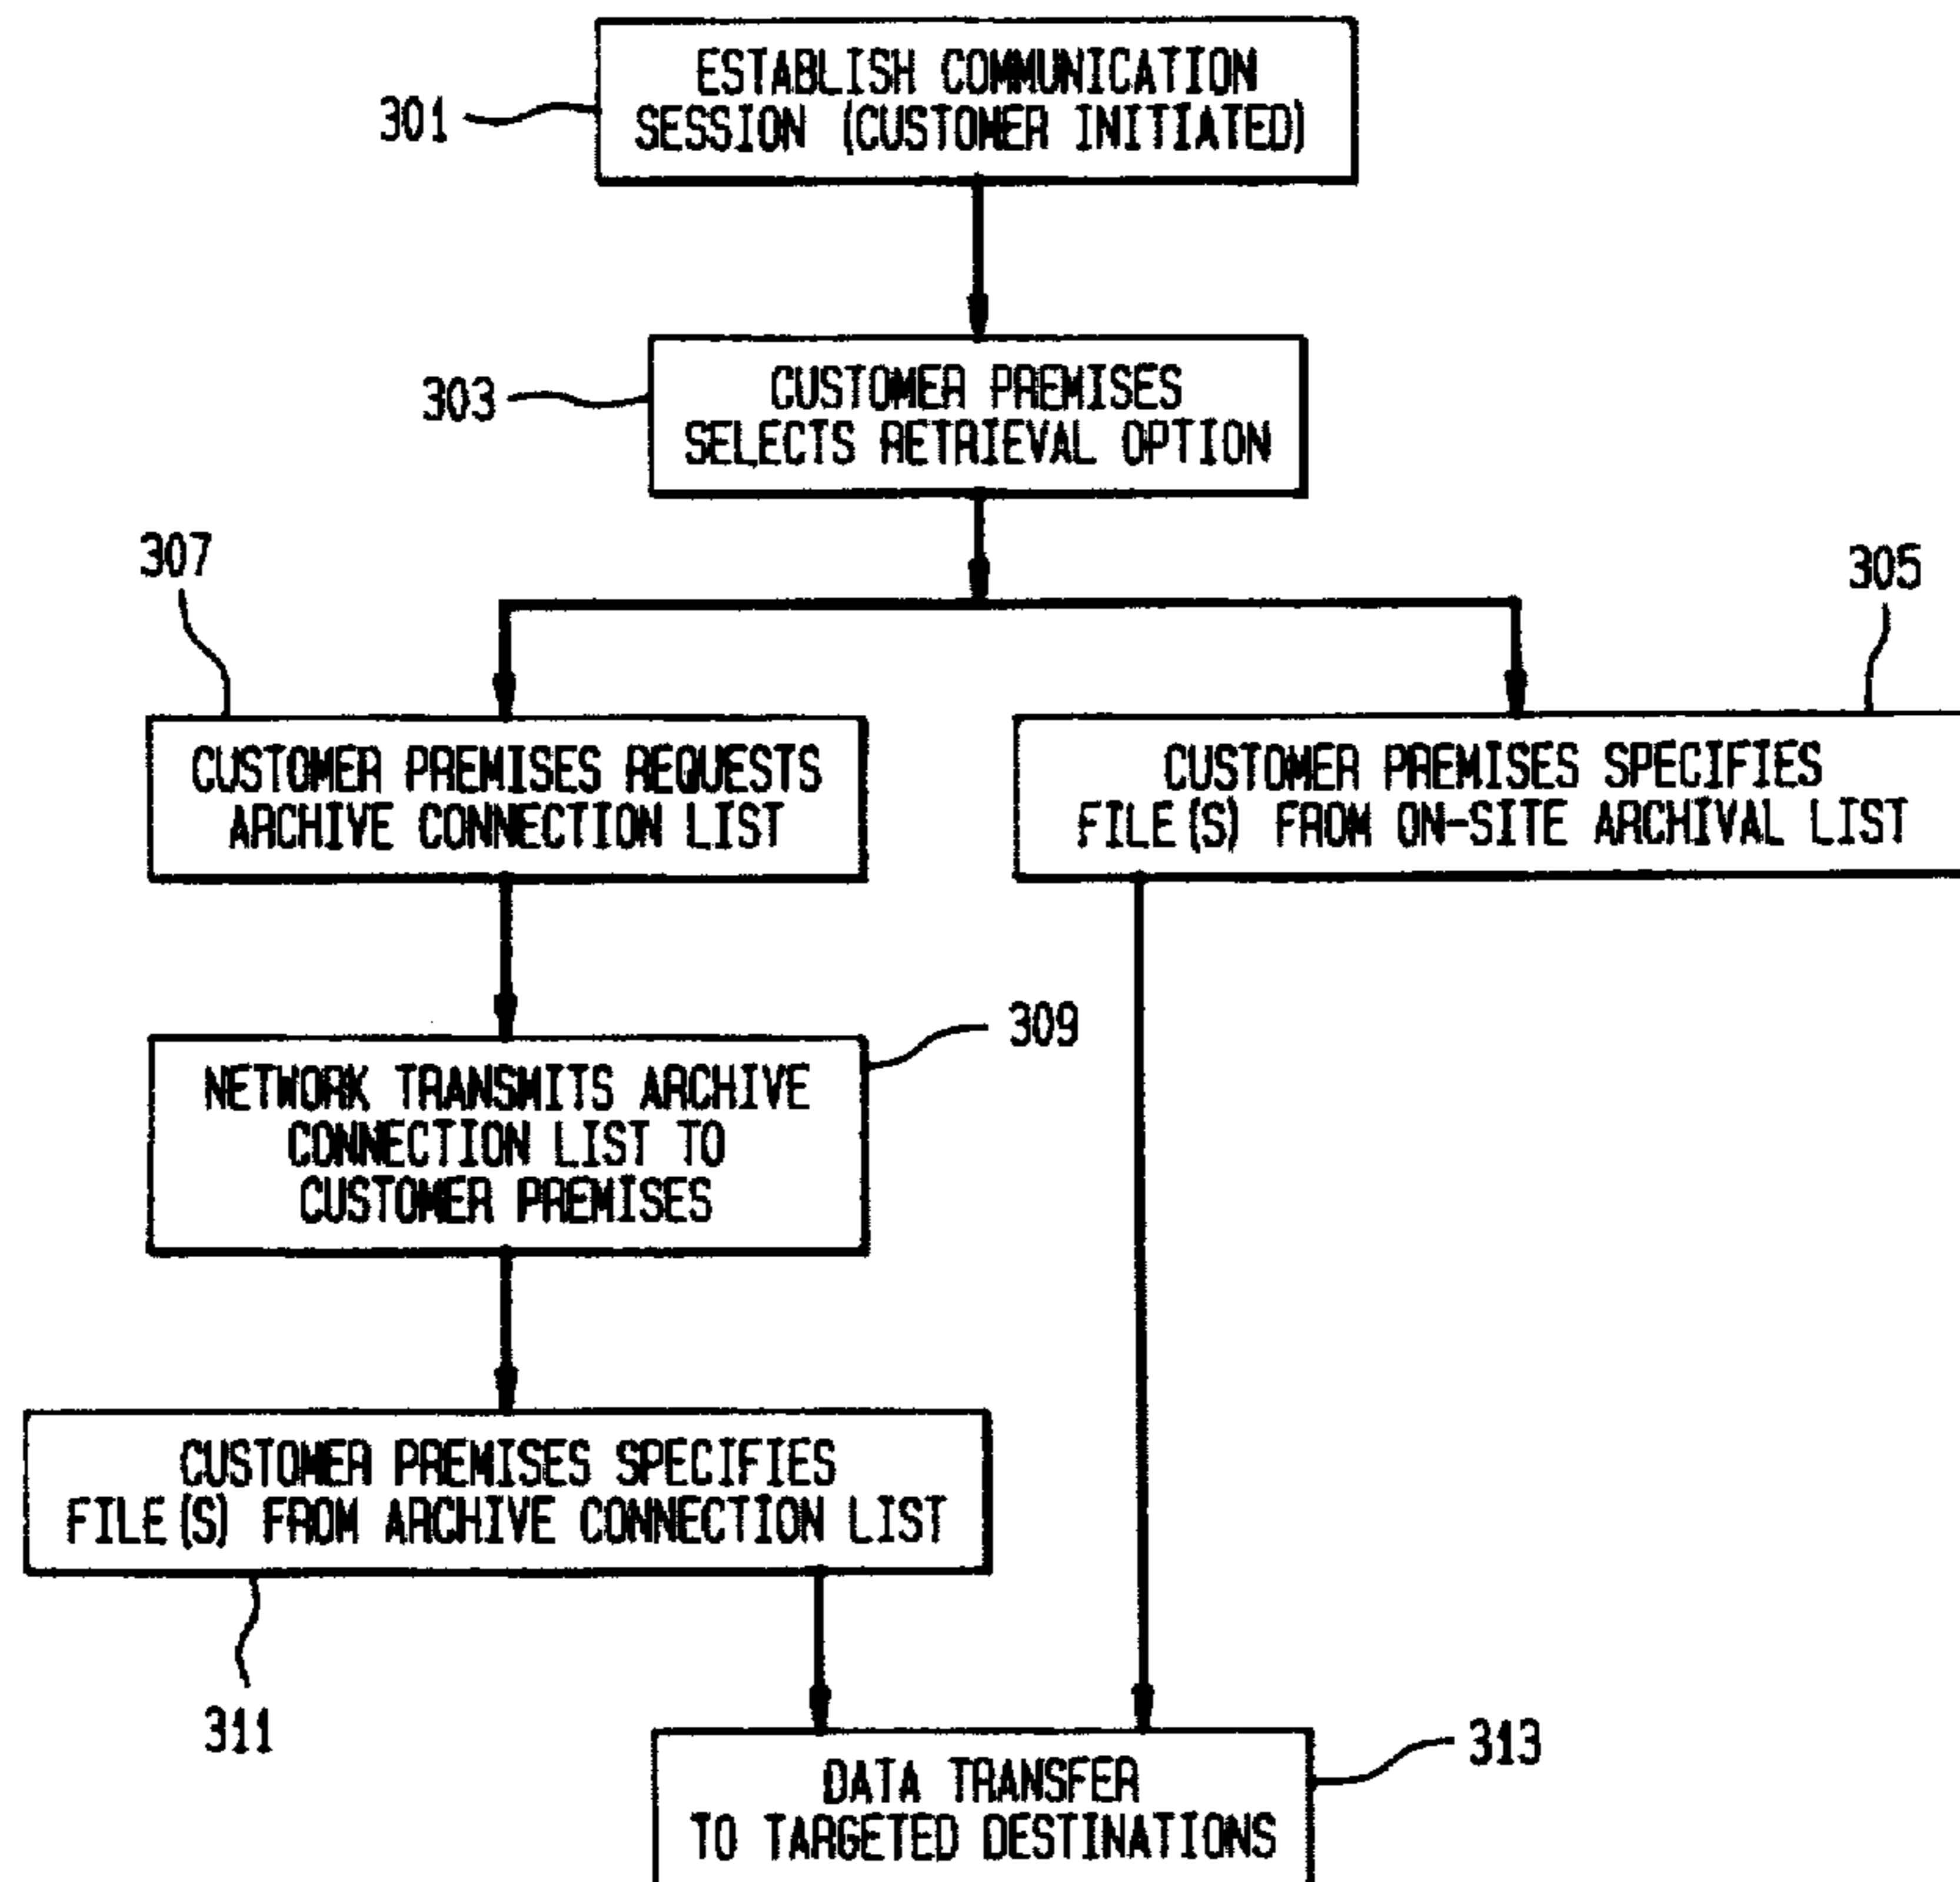 301
ESTABLISH COMMUNICATION
SESSION (CUSTOMER INITIATED)
303
CUSTOMER PREMISES
SELECTS RETRIEVAL OPTION
307
305
CUSTOMER PREMISES REQUESTS
ARCHIVE CONNECTION LIST
CUSTOMER PREMISES SPECIFIES
FILE(S) FROM ON-SITE ARCHIVAL LIST
309
NETWORK TRANSMITS ARCHIVE
CONNECTION LIST TO
CUSTOMER PREMISES
CUSTOMER PREMISES SPECIFIES
FILE(S) FROM ARCHIVE CONNECTION LIST
311
313
DATA TRANSFER
TO TARGETED DESTINATIONS